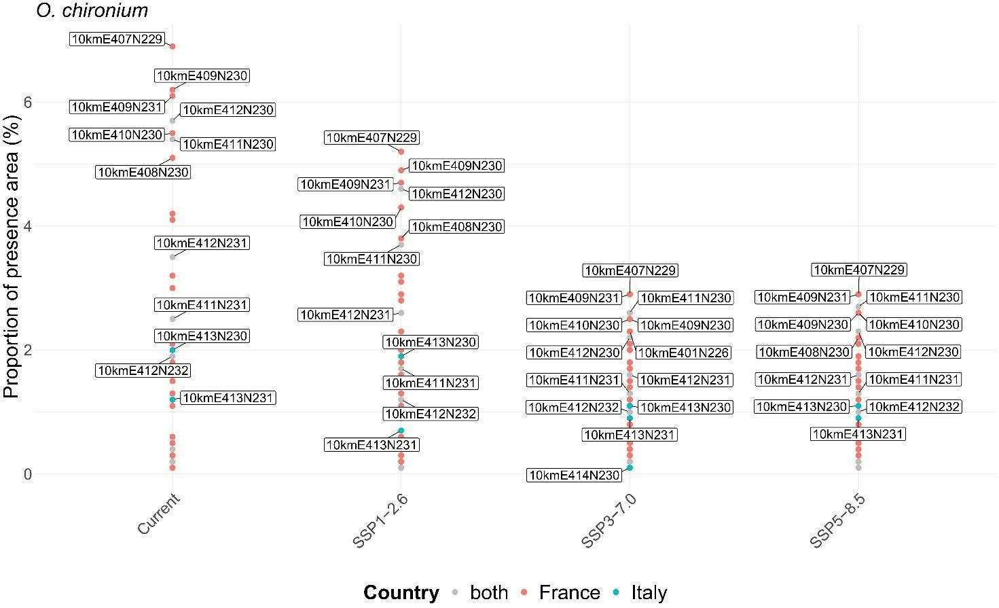 O. chironium
Proportion of presence area (%)
6
4
2
0
10kmE407N229
10kmE409N230
10kmE409N231
10kmE412N230
10kmE410N230
10kmE411N230
10kmE408N230
10kmE412N231
10kmE411N231
10kmE413N230
10kmE412N232
10kmE413N231
10kmE407N229
10kmE409N230
10kmE409N231
10kmE412N230
10kmE410N230
10kmE408N230
10kmE411N230
10kmE412N231
10kmE413N230
10kmE411N231
10kmE412N232
10kmE413N231
10kmE407N229
10kmE409N231
10kmE411N230
10kmE410N230
10kmE409N230
10kmE412N230
10kmE401N226
10kmE411N231
10kmE412N231
10kmE412N232
10kmE413N230
10kmE413N231
10kmE414N230
10kmE407N229
10kmE409N231
10kmE411N230
10kmE409N230
10kmE410N230
10kmE408N230
10kmE412N230
10kmE412N231
10kmE411N231
10kmE413N230
10kmE412N232
10kmE413N231
Current
SSP1−2.6
SSP3−7.0
SSP5−8.5
Country both France Italy